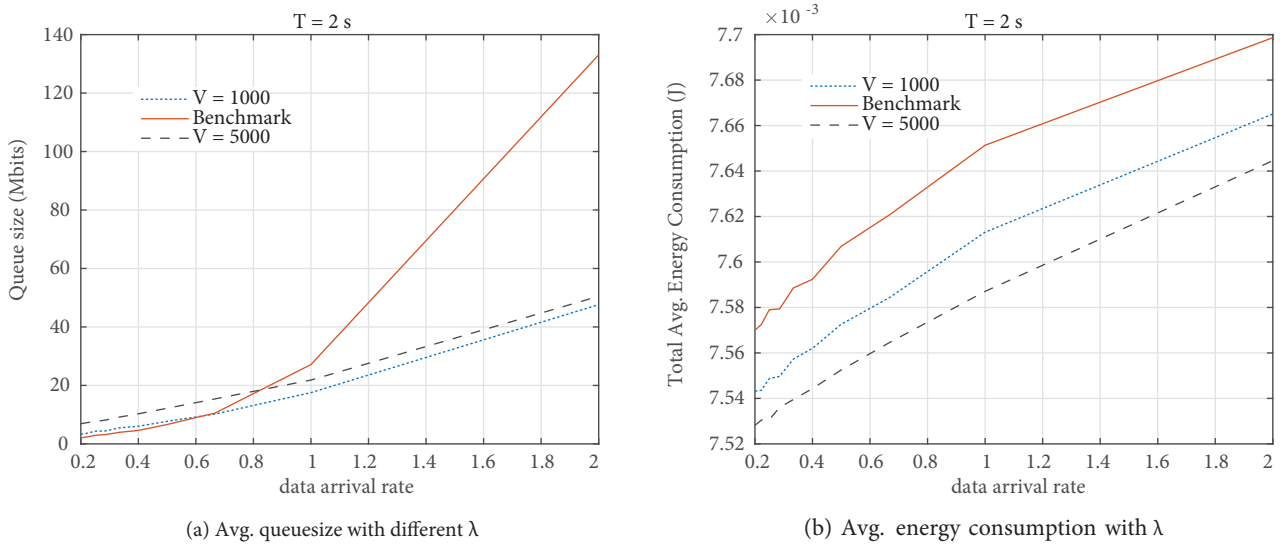 T = 2 s
140
120
100
80
60
40
20
0
Queue size (Mbits)
V = 1000
Benchmark
V = 5000
0.2 0.4 0.6 0.8 1 1.2 1.4 1.6 1.8 2
data arrival rate
(a) Avg. queuesize with different λ
×10 -3
T = 2 s
7.7
7.68
7.66
7.64
7.62
7.6
7.58
7.56
7.54
7.52
Total Avg. Energy Consumption (J)
V = 1000
Benchmark
V = 5000
0.2 0.4 0.6 0.8 1 1.2 1.4 1.6 1.8 2
data arrival rate
(b) Avg. energy consumption with λ